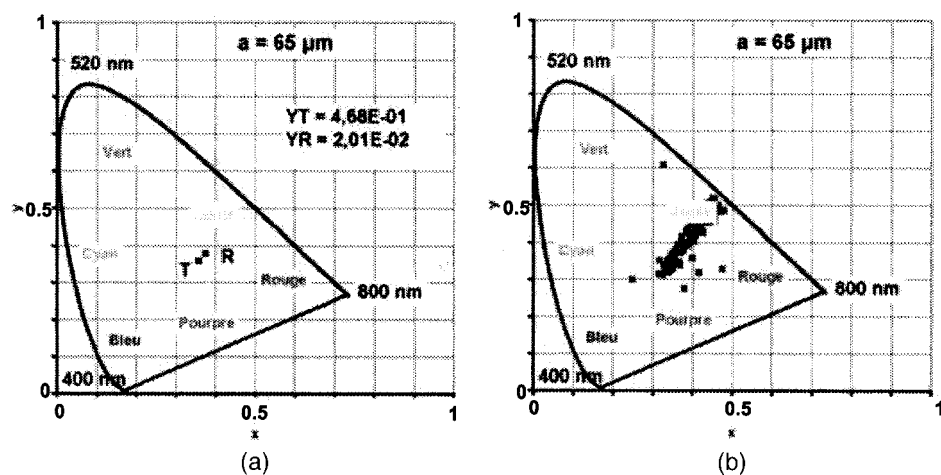 1
a = 65 µm
520 nm
YT = 4,68E-01
YR = 2,01E-02
Vert
y
0.5
Cyan
T
R
Rouge
800 nm
Pourpre
Bleu
400 nm
0
0
0.5
1
x
(a)
1
a = 65 µm
520 nm
Vert
y
0.5
Cyan
Rouge
800 nm
Pourpre
Bleu
400 nm
0
0
0.5
1
x
(b)